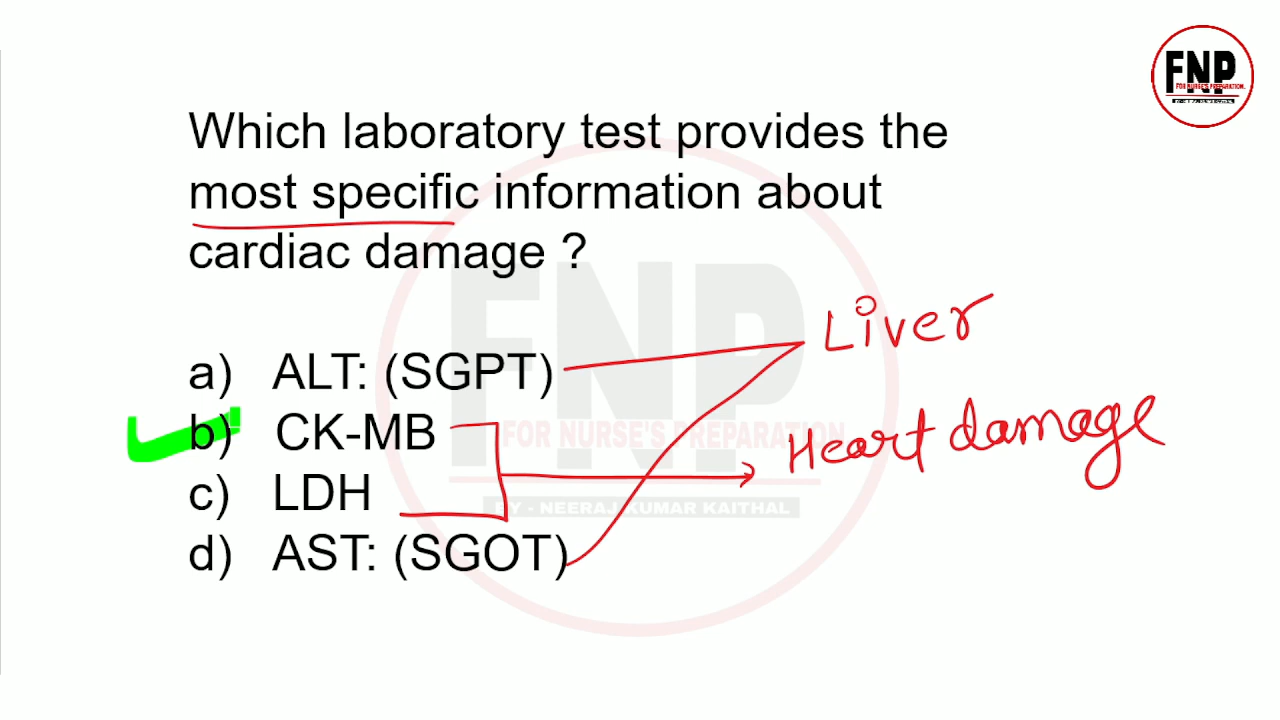 FNP
FOR NURSE'S PREPARATION.
Which laboratory test provides the
most specific information about
cardiac damage ?
Liver
a) ALT: (SGPT)
b) CK-MB
Heart damage
c) LDH
d) AST: (SGOT)
FNP
FOR NURSE'S PREPARATION
BY - NEERAJ KUMAR KAITHAL